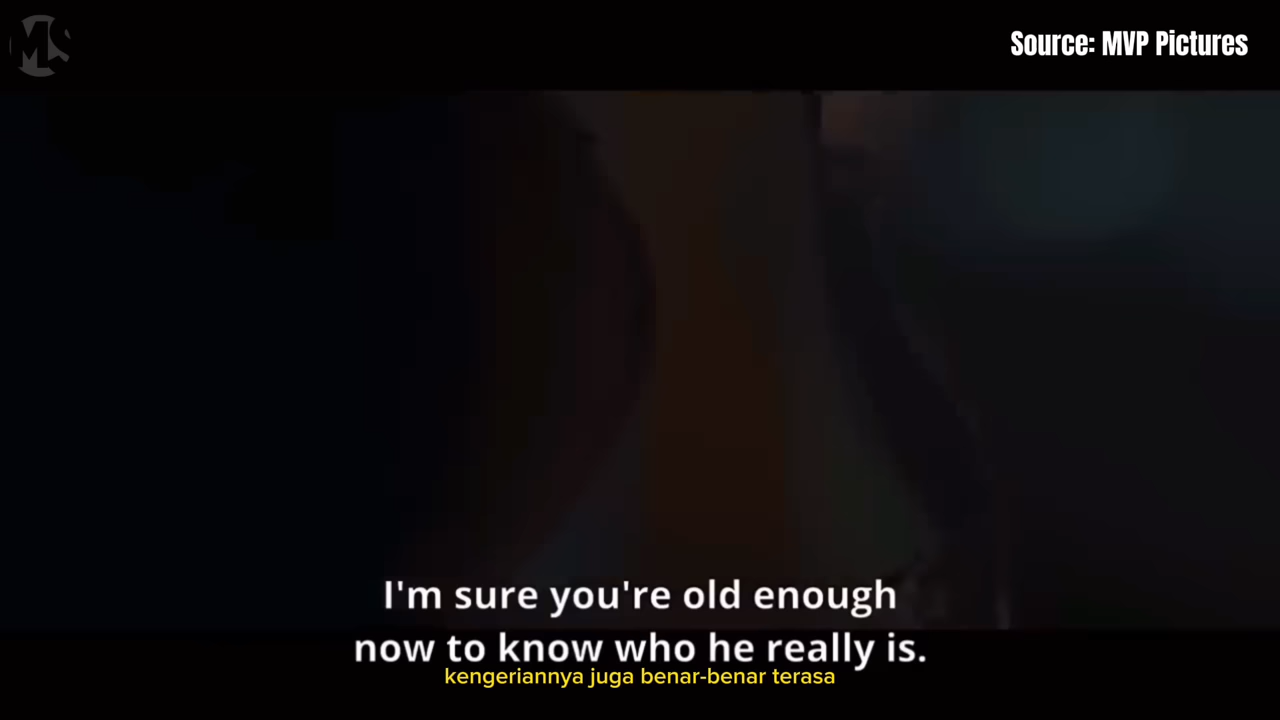 MS
Source: MVP Pictures
I'm sure you're old enough
now to know who he really is.
kengeriannya juga benar-benar terasa